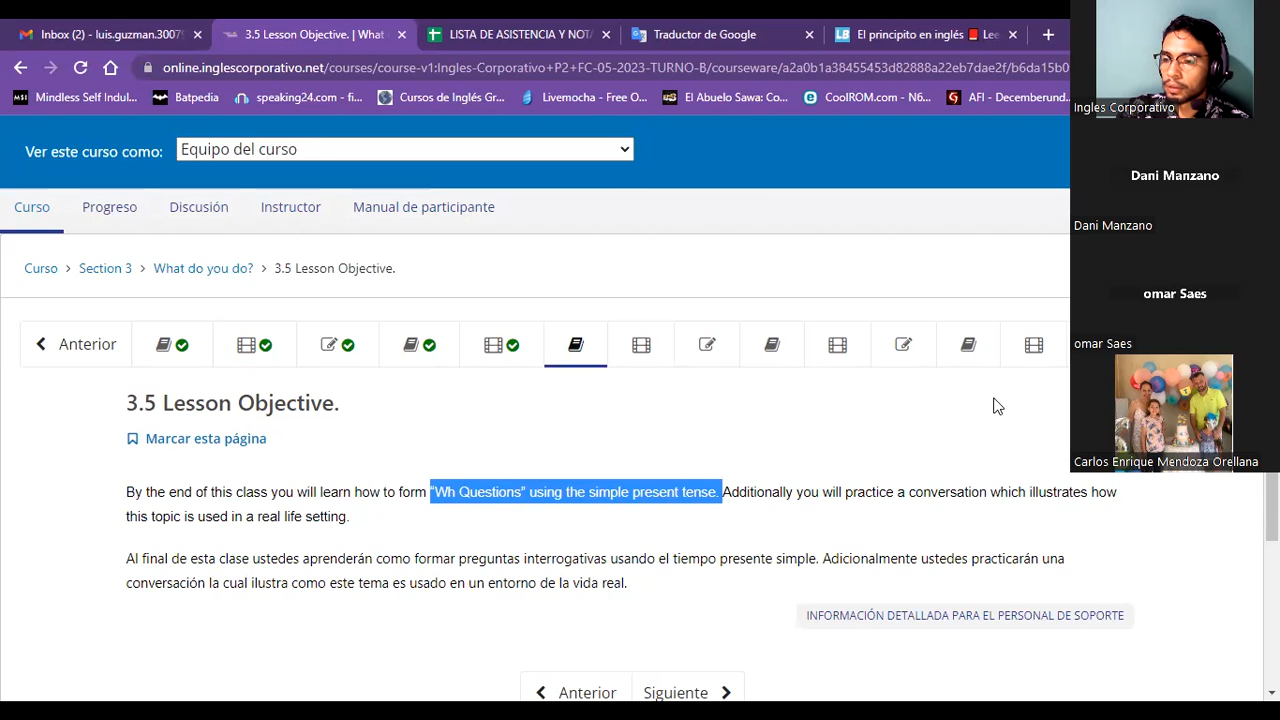 Inbox (2) - luis.guzman.3007
3.5 Lesson Objective. | What
LISTA DE ASISTENCIA Y NOTA
Traductor de Google
El principito en inglés
Lee
online.inglescorporativo.net/courses/course-v1:Inglescorporativo+P2+FC-05-2023-TURNO-B/courseware/a2a0b1a38455453d82888a22eb7dae2f/b6da15b0
Mindless Self Indul...
Batpedia
speaking24.com - fi...
Cursos de Inglés Gr...
Livemocha - Free O...
El Abuelo Sawa: Co...
CoolROM.com - N6...
AFI - Decemberund...
Ver este curso como:
Equipo del curso
Curso
Progreso
Discusión
Instructor
Manual de participante
Curso > Section 3 > What do you do? > 3.5 Lesson Objective.
Anterior
3.5 Lesson Objective.
Marcar esta página
By the end of this class you will learn how to form “Wh Questions” using the simple present tense. Additionally you will practice a conversation which illustrates how
this topic is used in a real life setting.
Al final de esta clase ustedes aprenderán como formar preguntas interrogativas usando el tiempo presente simple. Adicionalmente ustedes practicarán una
conversación la cual ilustra como este tema es usado en un entorno de la vida real.
INFORMACIÓN DETALLADA PARA EL PERSONAL DE SOPORTE
Anterior
Siguiente
Ingles Corporativo
Dani Manzano
Dani Manzano
omar Saes
omar Saes
Carlos Enrique Mendoza Orellana